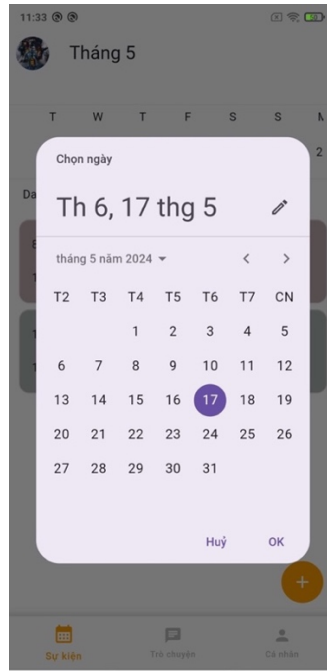 11:33
Tháng 5
T W T F S S
2
Chọn ngày
Th 6, 17 thg 5
tháng 5 năm 2024
T2 T3 T4 T5 T6 T7 CN
1 2 3 4 5
6 7 8 9 10 11 12
13 14 15 16 17 18 19
20 21 22 23 24 25 26
27 28 29 30 31
Huỷ OK
+
Sự kiện Trò chuyện Cá nhân